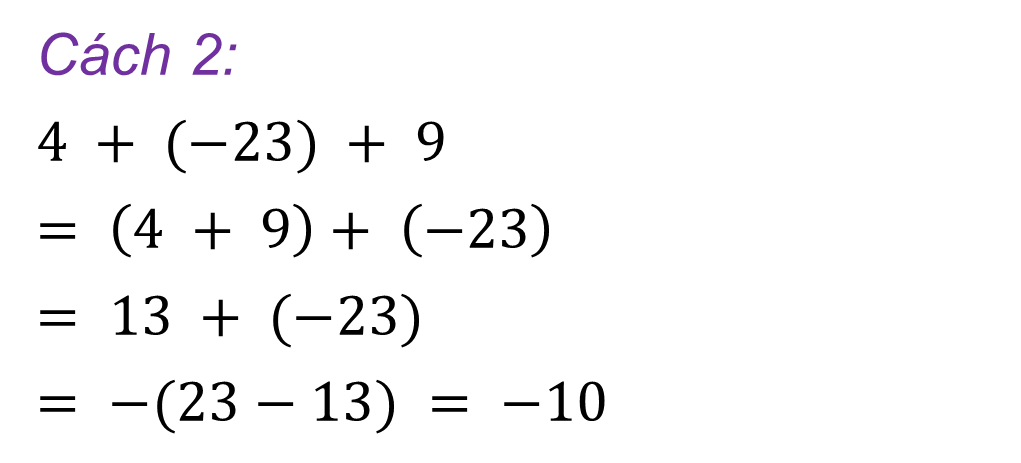 Cách 2:
4 + (−23) + 9
= (4 + 9) + (−23)
= 13 + (−23)
= −(23 − 13) = −10